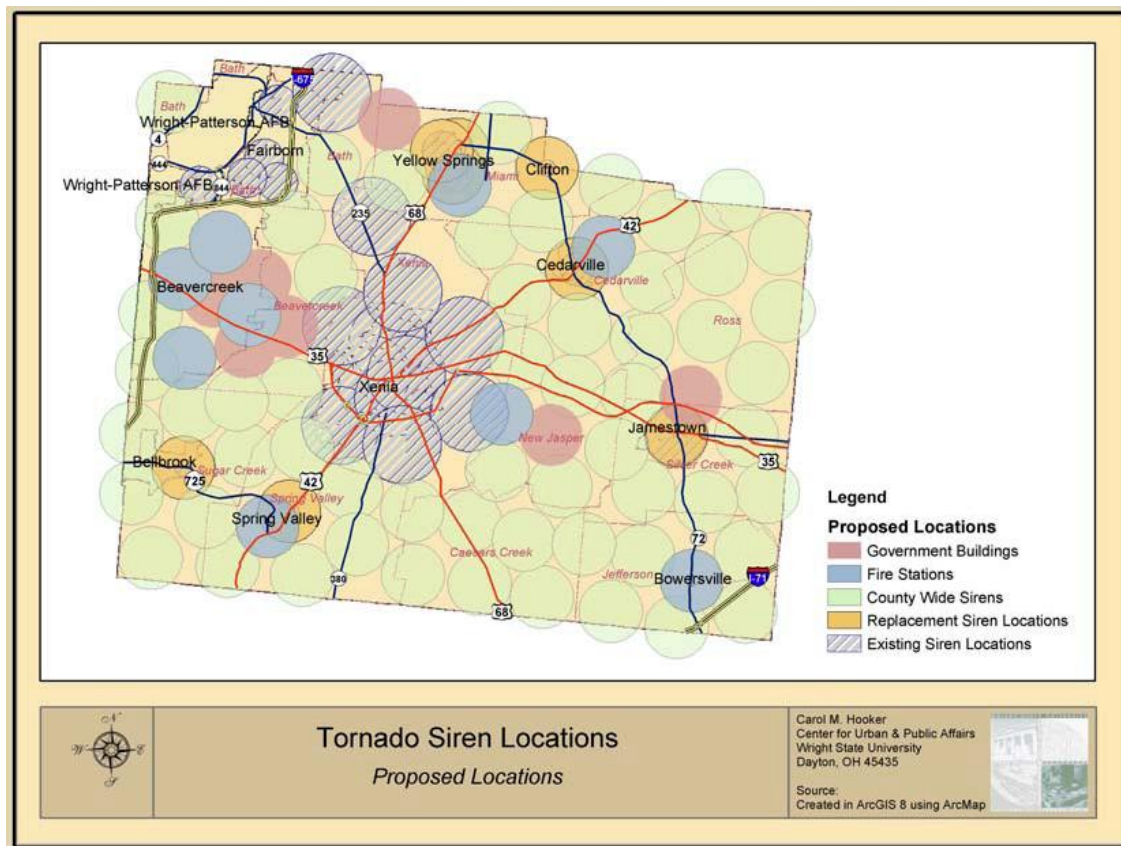 Bath
I-675
Bath
Wright-Patterson AFB
4
Fairborn
Bath
Yellow Springs
Clifton
Miami
444
Wright-Patterson AFB
844
Bath
235
68
42
Xenia
Cedarville
Cedarville
Beavercreek
Beavercreek
Ross
35
Xenia
New Jasper
Jamestown
Silver Creek
35
Bellbrook
Sugar Creek
725
42
Spring Valley
Spring Valley
Caesars Creek
72
380
Jefferson
Bowersville
I-71
68
Legend
Proposed Locations
Government Buildings
Fire Stations
County Wide Sirens
Replacement Siren Locations
Existing Siren Locations
N
W E
S
Tornado Siren Locations
Proposed Locations
Carol M. Hooker
Center for Urban & Public Affairs
Wright State University
Dayton, OH 45435
Source:
Created in ArcGIS 8 using ArcMap